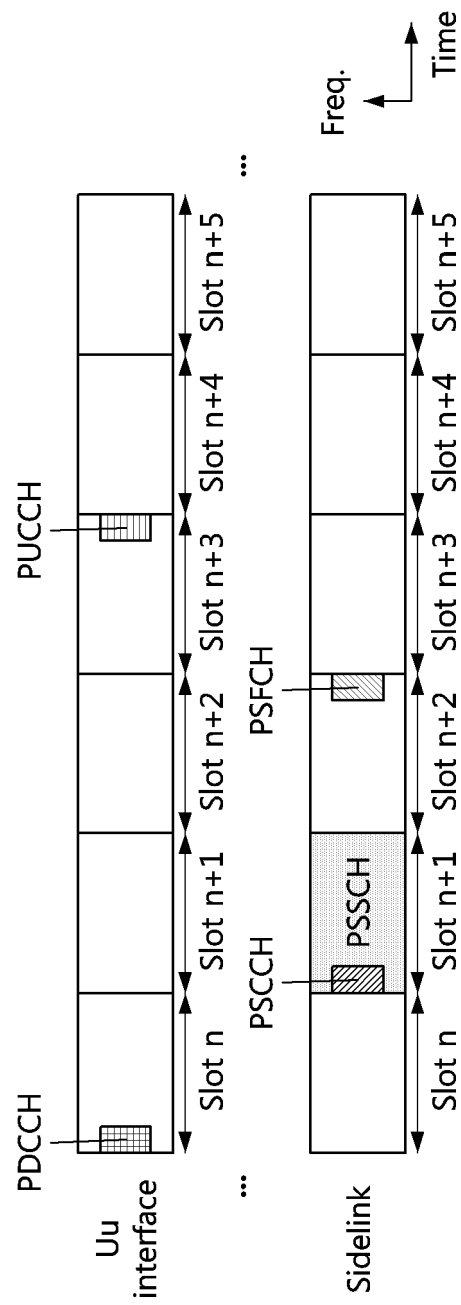 PDCCH
PUCCH
Uu
interface
Slot n
Slot n+1
Slot n+2
Slot n+3
Slot n+4
Slot n+5
...
...
PSCCH
PSFCH
Sidelink
PSSCH
Slot n
Slot n+1
Slot n+2
Slot n+3
Slot n+4
Slot n+5
Freq.
Time